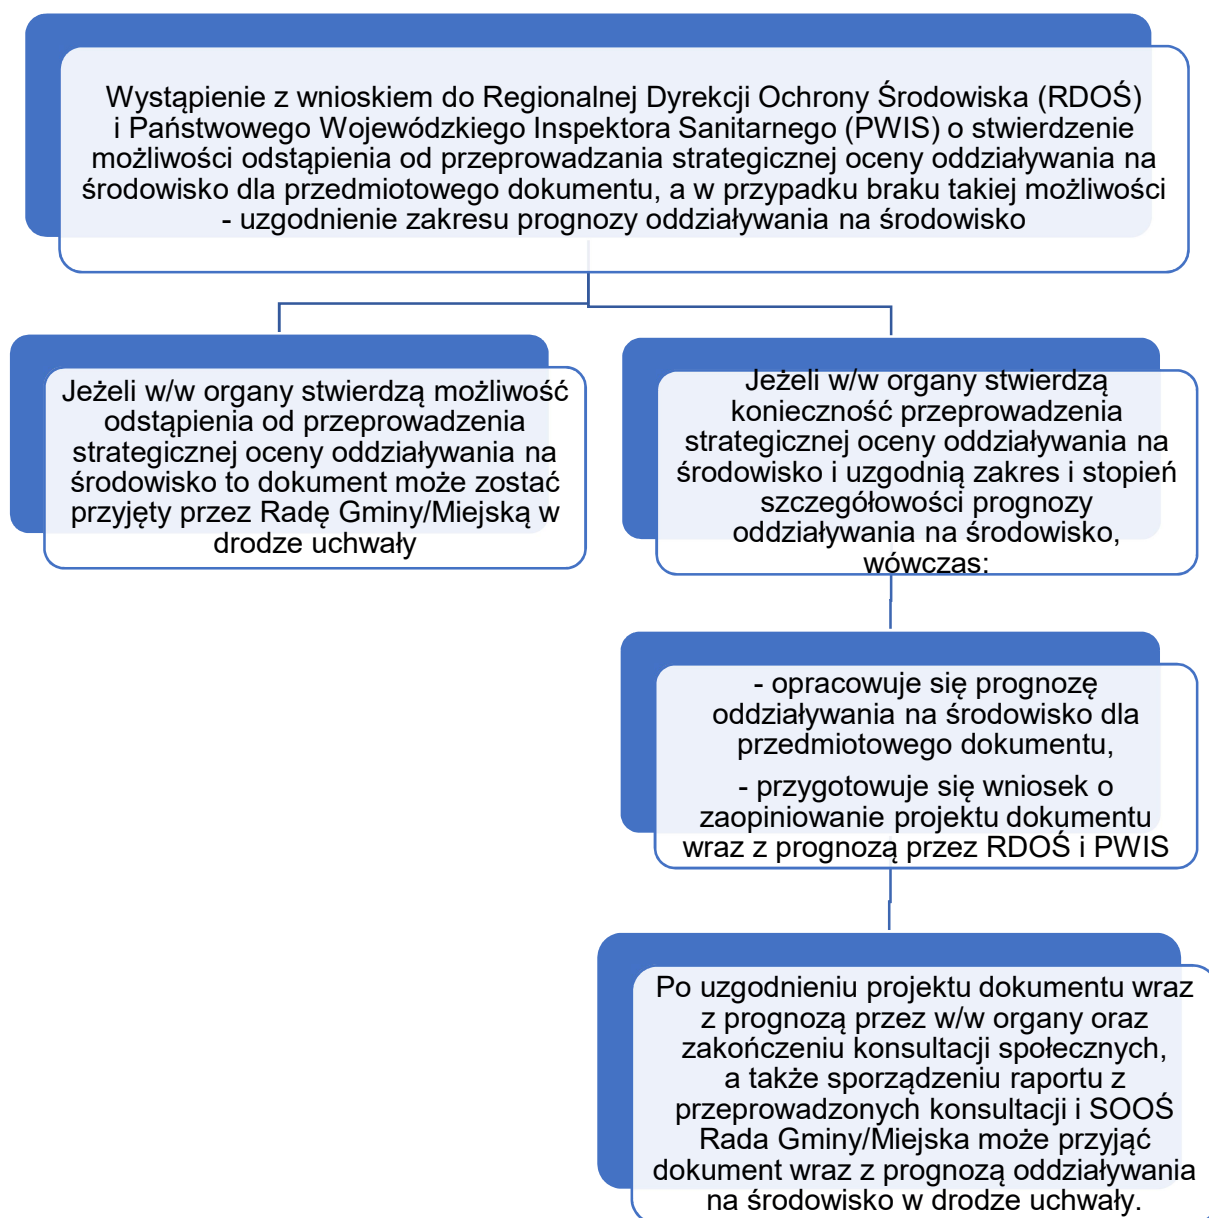 Wystąpienie z wnioskiem do Regionalnej Dyrekcji Ochrony Środowiska (RDOŚ)
i Państwowego Wojewódzkiego Inspektora Sanitarnego (PWIS) o stwierdzenie
możliwości odstąpienia od przeprowadzania strategicznej oceny oddziaływania na
środowisko dla przedmiotowego dokumentu, a w przypadku braku takiej możliwości
- uzgodnienie zakresu prognozy oddziaływania na środowisko
Jeżeli w/w organy stwierdzą możliwość
odstąpienia od przeprowadzenia
strategicznej oceny oddziaływania na
środowisko to dokument może zostać
przyjęty przez Radę Gminy/Miejską w
drodze uchwały
Jeżeli w/w organy stwierdzą
konieczność przeprowadzenia
strategicznej oceny oddziaływania na
środowisko i uzgodnią zakres i stopień
szczegółowości prognozy
oddziaływania na środowisko,
wówczas:
- opracowuje się prognozę
oddziaływania na środowisko dla
przedmiotowego dokumentu,
- przygotowuje się wniosek o
zaopiniowanie projektu dokumentu
wraz z prognozą przez RDOŚ i PWIS
Po uzgodnieniu projektu dokumentu wraz
z prognozą przez w/w organy oraz
zakończeniu konsultacji społecznych,
a także sporządzeniu raportu z
przeprowadzonych konsultacji i SOOŚ
Rada Gminy/Miejska może przyjąć
dokument wraz z prognozą oddziaływania
na środowisko w drodze uchwały.